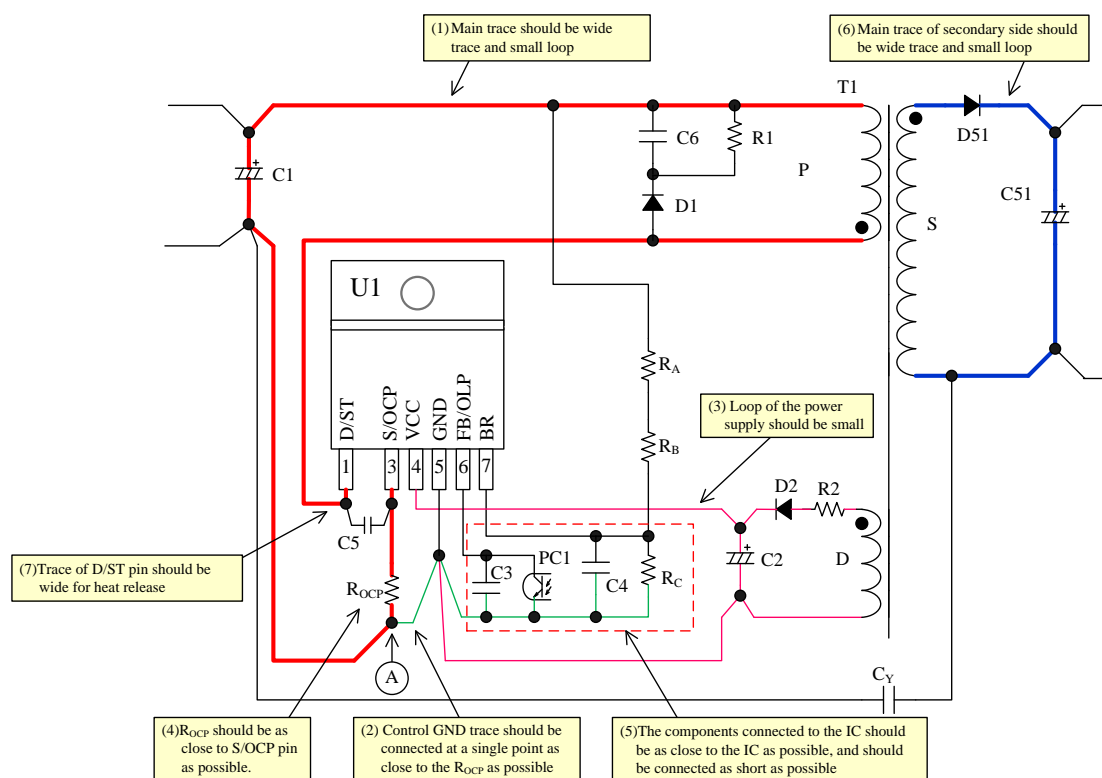 (1) Main trace should be wide
trace and small loop
(6) Main trace of secondary side should
be wide trace and small loop
T1
D51
C6
R1
P
C1
D1
C51
S
U1
D/ST
S/OCP
VCC
GND
FB/OLP
BR
1
3
4
5
6
7
RA
RB
(3) Loop of the power
supply should be small
D2
R2
C5
PC1
C3
C4
RC
C2
D
(7)Trace of D/ST pin should be
wide for heat release
ROCP
A
CY
(4)ROCP should be as
close to S/OCP pin
as possible.
(2) Control GND trace should be
connected at a single point as
close to the ROCP as possible
(5)The components connected to the IC should
be as close to the IC as possible, and should
be connected as short as possible